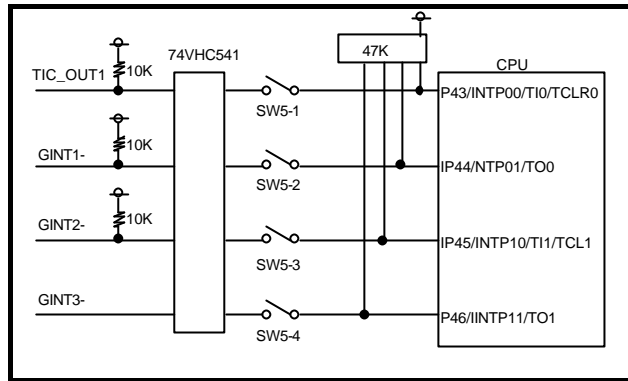 47K
74VHC541
CPU
TIC_OUT1
10K
SW5-1
P43/INTP00/TI0/TCLR0
GINT1-
10K
SW5-2
IP44/NTP01/TO0
GINT2-
10K
SW5-3
IP45/INTP10/TI1/TCL1
GINT3-
SW5-4
P46/IINTP11/TO1